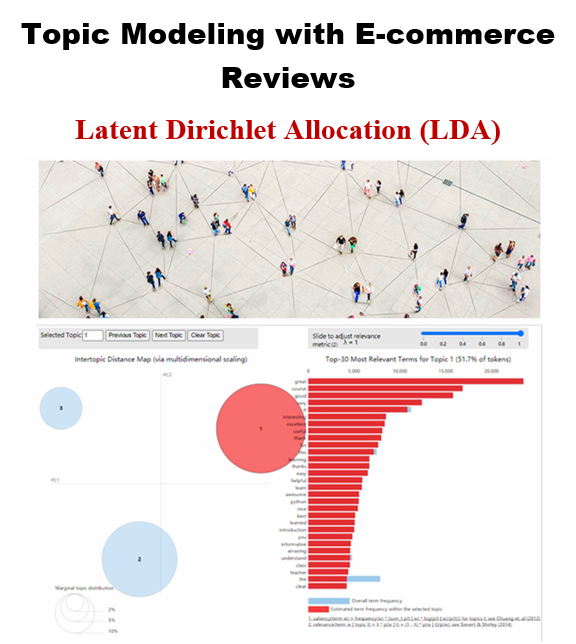 Topic Modeling with E-commerce
Reviews
Latent Dirichlet Allocation (LDA)
Selected Topic: 1 Previous Topic Next Topic Clear Topic
Slide to adjust relevance
metric:(2) λ = 1
0.0 0.2 0.4 0.6 0.8 1
Intertopic Distance Map (via multidimensional scaling)
Top-30 Most Relevant Terms for Topic 1 (51.7% of tokens)
PC2
0 5,000 10,000 15,000 20,000
3
1
PC1
2
great
course
good
very
it
interesting
excellent
useful
this
learning
thanks
easy
helpful
learn
awesome
python
nice
best
learned
introduction
you
informative
amazing
understand
class
teacher
the
clear
Marginal topic distribution
2%
5%
10%
Overall term frequency
Estimated term frequency within the selected topic
1. saliency(term w) = frequency(w) * [sum_t p(t | w) * log(p(t | w)/p(t))] for topics t; see Chuang et. al (2012)
2. relevance(term w | topic t) = λ * p(w | t) + (1 - λ) * p(w | t)/p(w); see Sievert & Shirley (2014)